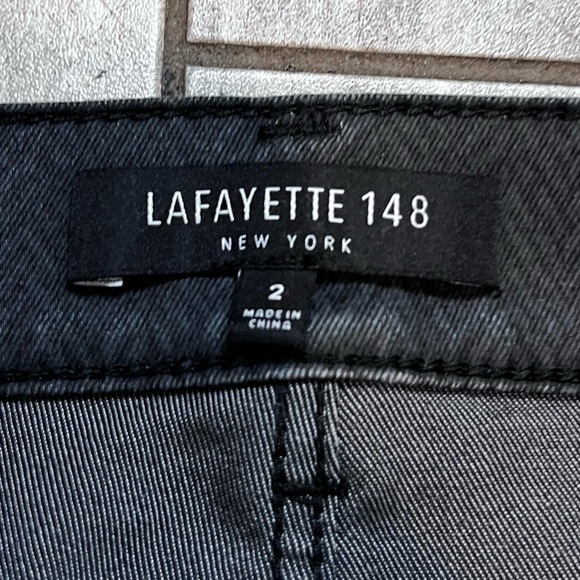 LAFAYETTE 148
NEW YORK
2
MADE IN
CHINA